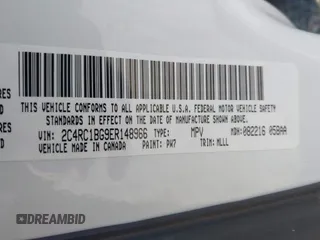 THIS VEHICLE CONFORMS TO ALL APPLICABLE U.S.A. FEDERAL MOTOR VEHICLE SAFETY
STANDARDS IN EFFECT ON THE DATE OF MANUFACTURE SHOWN ABOVE.
VIN: 2C4RC1BG9ER148966 TYPE: MPV MDH: 082216 058AA
VEHICLE MADE IN CANADA PAINT: PW7 TRIM: MLLL
DREAMBID